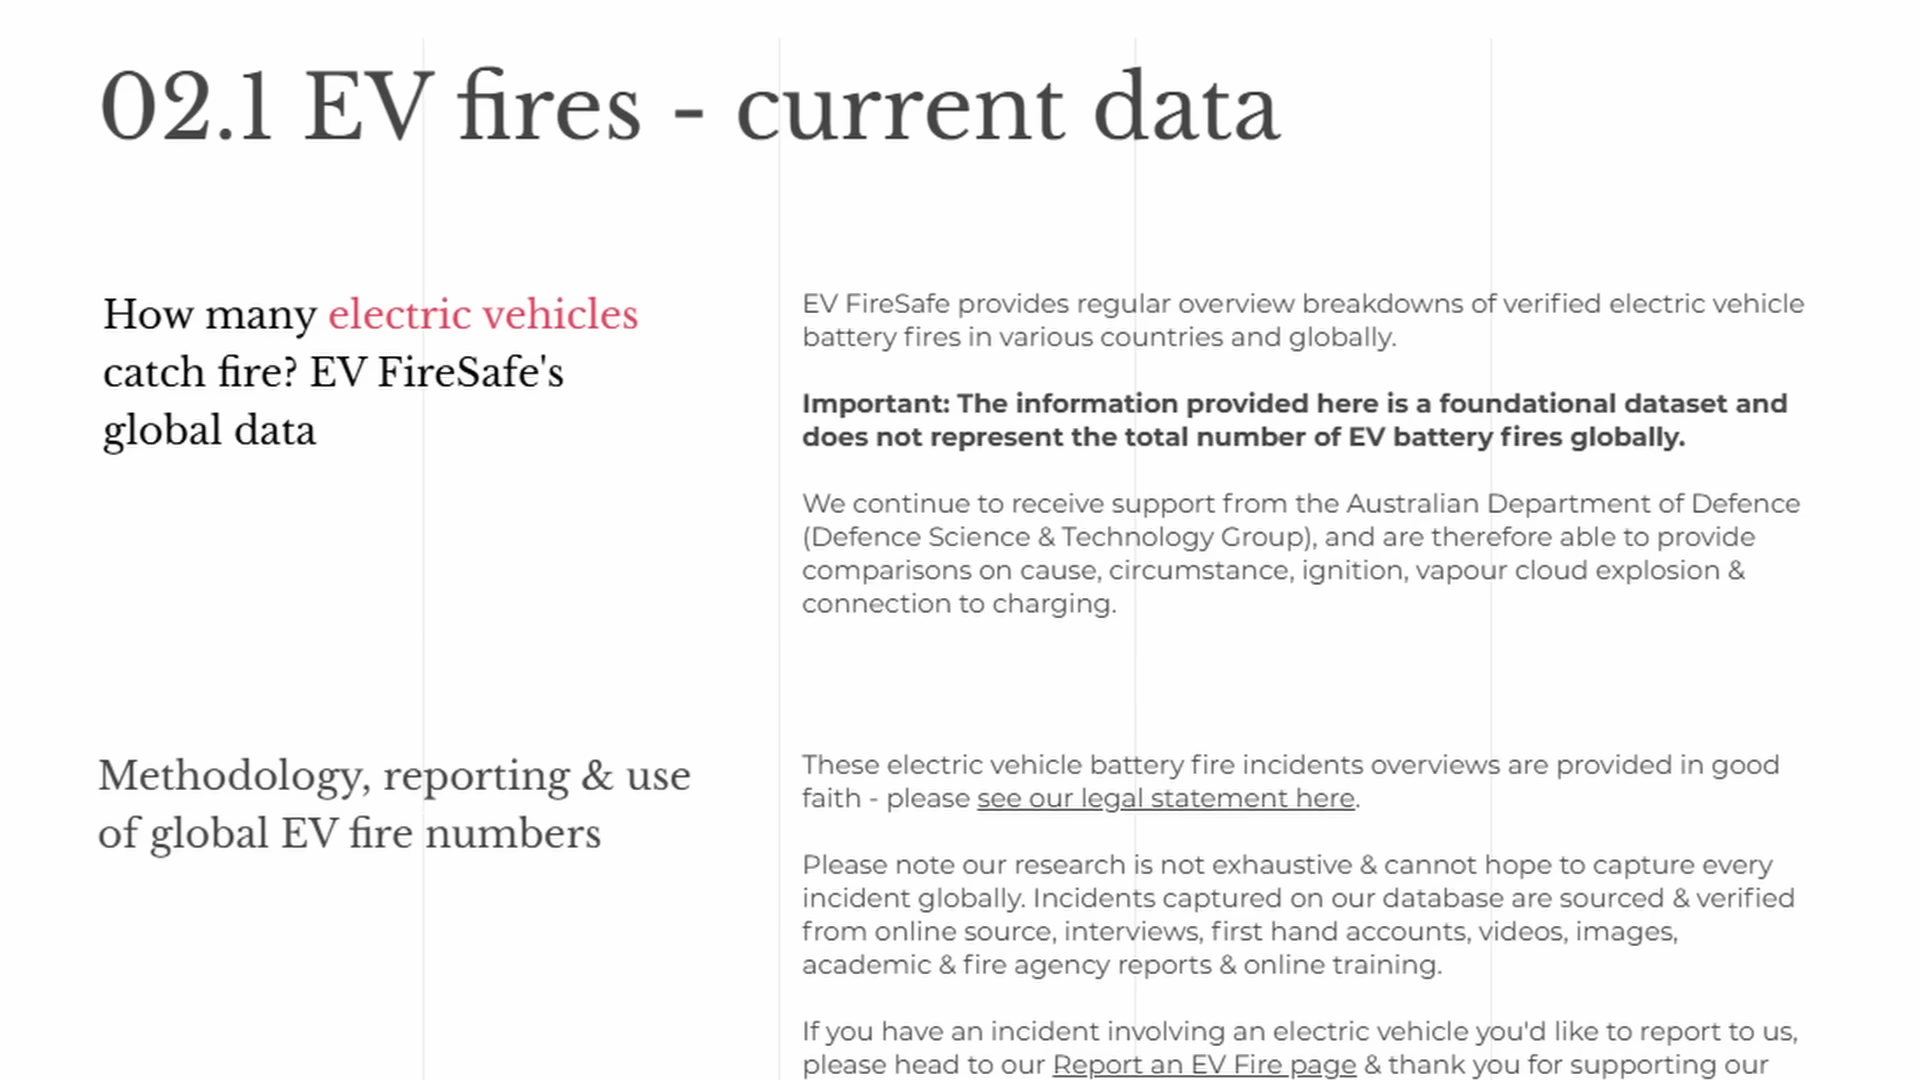 02.1 EV fires - current data
How many electric vehicles
catch fire? EV FireSafe's
global data
EV FireSafe provides regular overview breakdowns of verified electric vehicle
battery fires in various countries and globally.
Important: The information provided here is a foundational dataset and
does not represent the total number of EV battery fires globally.
We continue to receive support from the Australian Department of Defence
(Defence Science & Technology Group), and are therefore able to provide
comparisons on cause, circumstance, ignition, vapour cloud explosion &
connection to charging.
Methodology, reporting & use
of global EV fire numbers
These electric vehicle battery fire incidents overviews are provided in good
faith - please see our legal statement here.
Please note our research is not exhaustive & cannot hope to capture every
incident globally. Incidents captured on our database are sourced & verified
from online source, interviews, first hand accounts, videos, images,
academic & fire agency reports & online training.
If you have an incident involving an electric vehicle you'd like to report to us,
please head to our Report an EV Fire page & thank you for supporting our